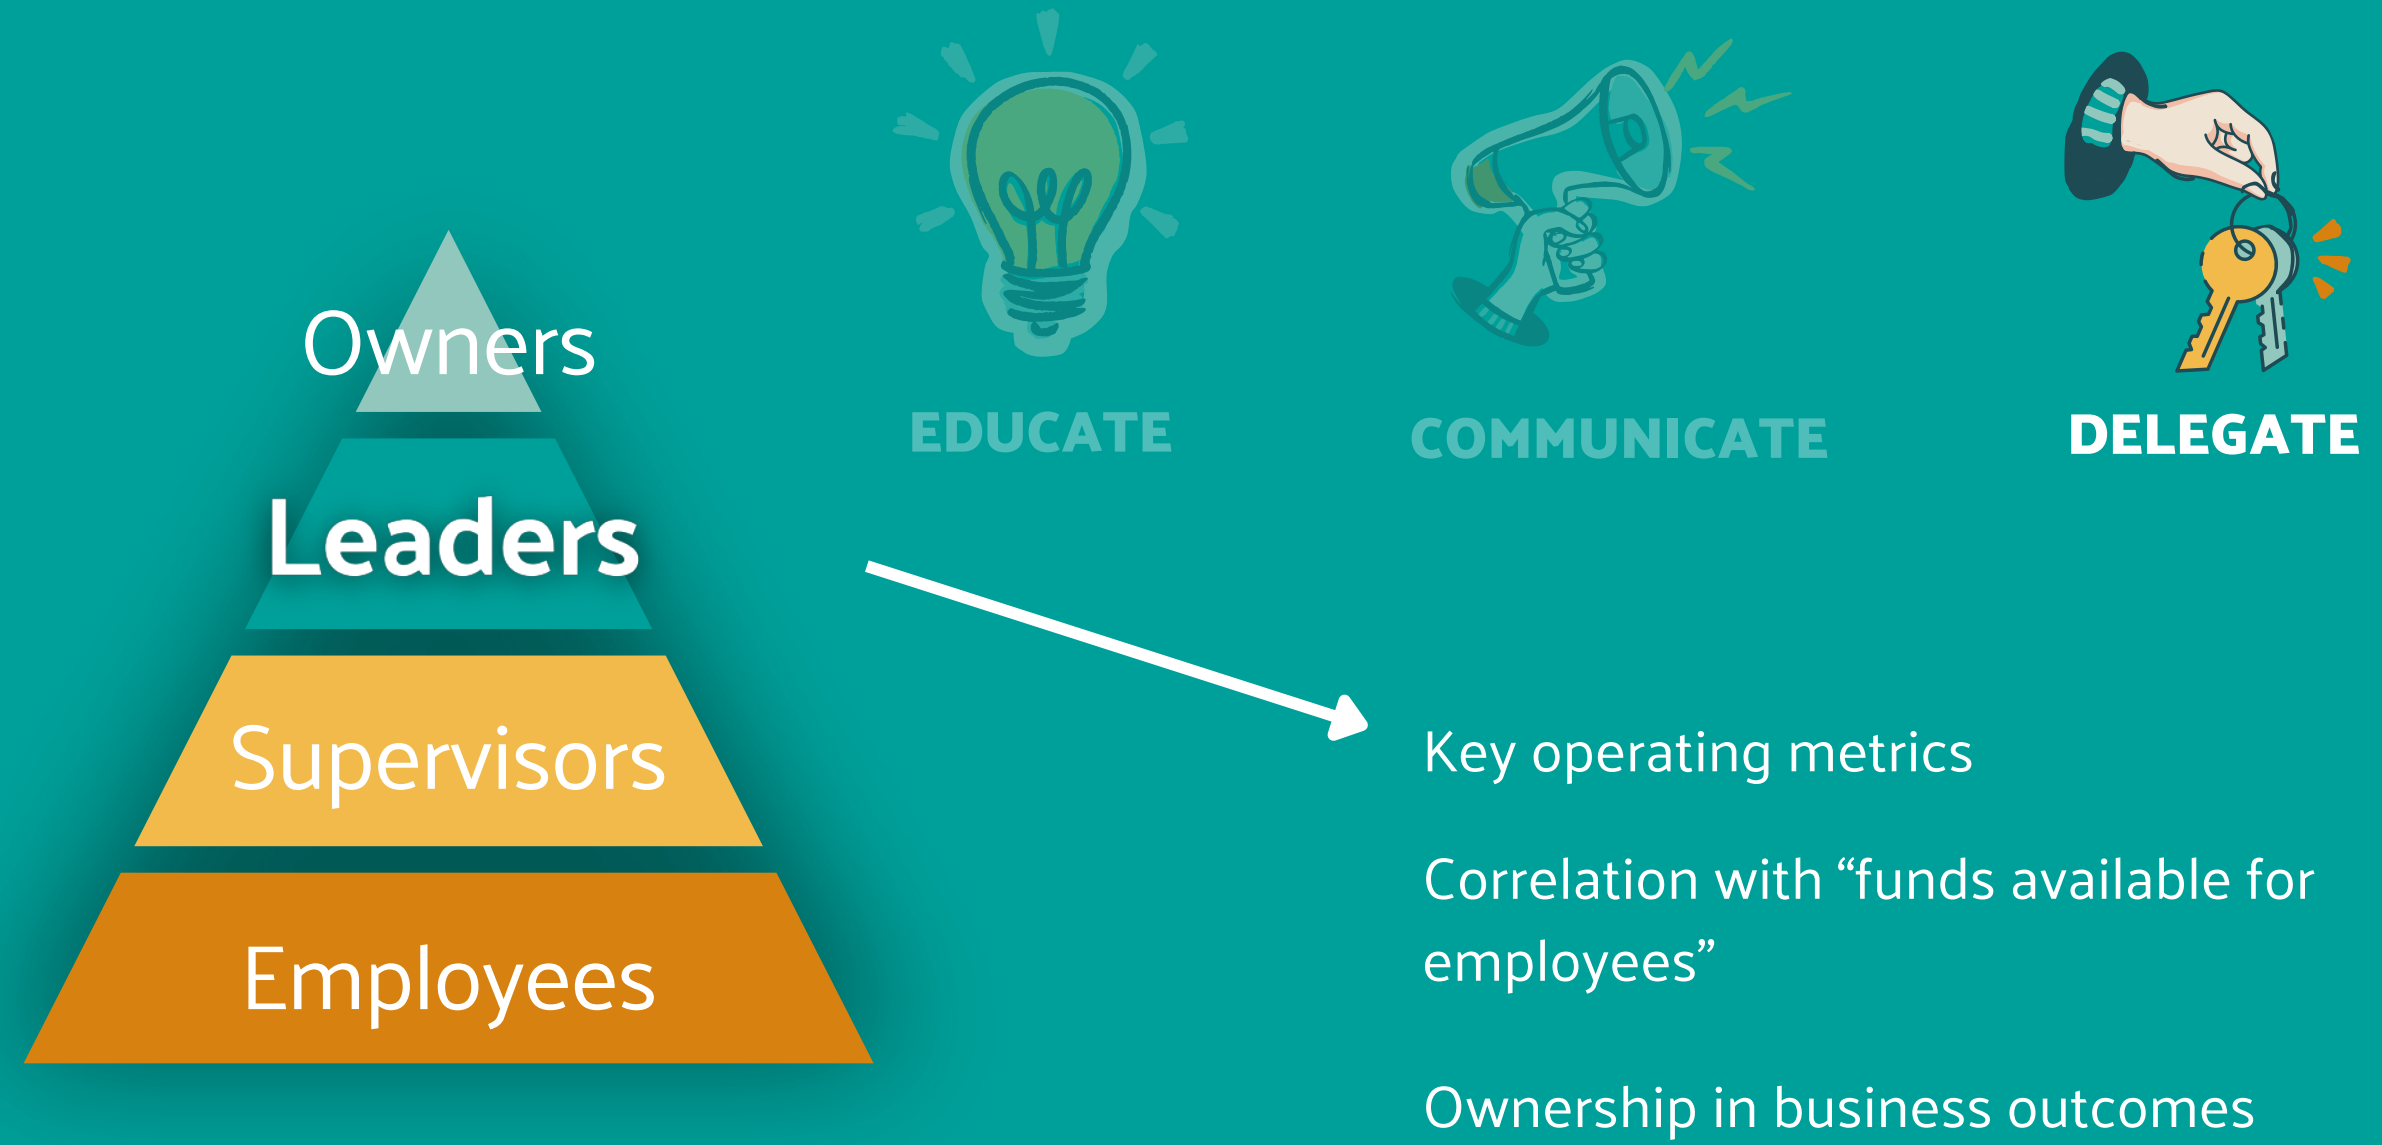 EDUCATE
COMMUNICATE
DELEGATE
Owners
Leaders
Supervisors
Employees
Key operating metrics
Correlation with “funds available for
employees”
Ownership in business outcomes